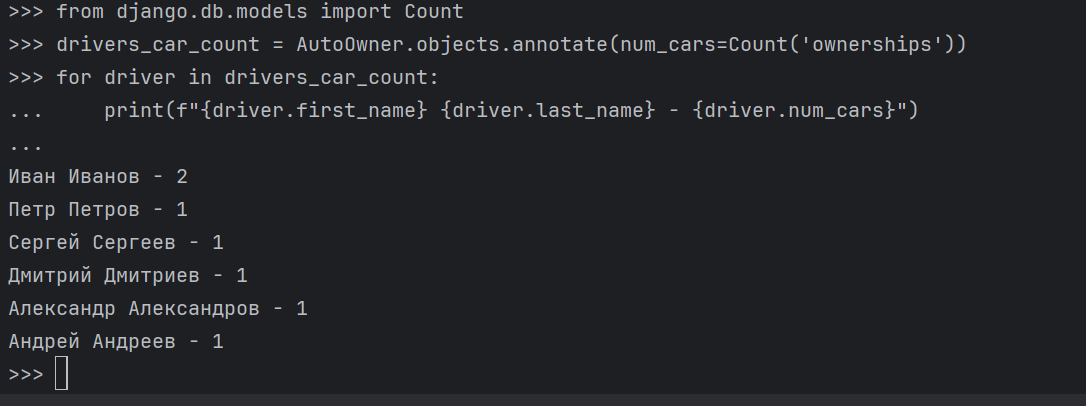 >>> from django.db.models import Count
>>> drivers_car_count = AutoOwner.objects.annotate(num_cars=Count('ownerships'))
>>> for driver in drivers_car_count:
...     print(f"{driver.first_name} {driver.last_name} - {driver.num_cars}")
...
Иван Иванов - 2
Петр Петров - 1
Сергей Сергеев - 1
Дмитрий Дмитриев - 1
Александр Александров - 1
Андрей Андреев - 1
>>>